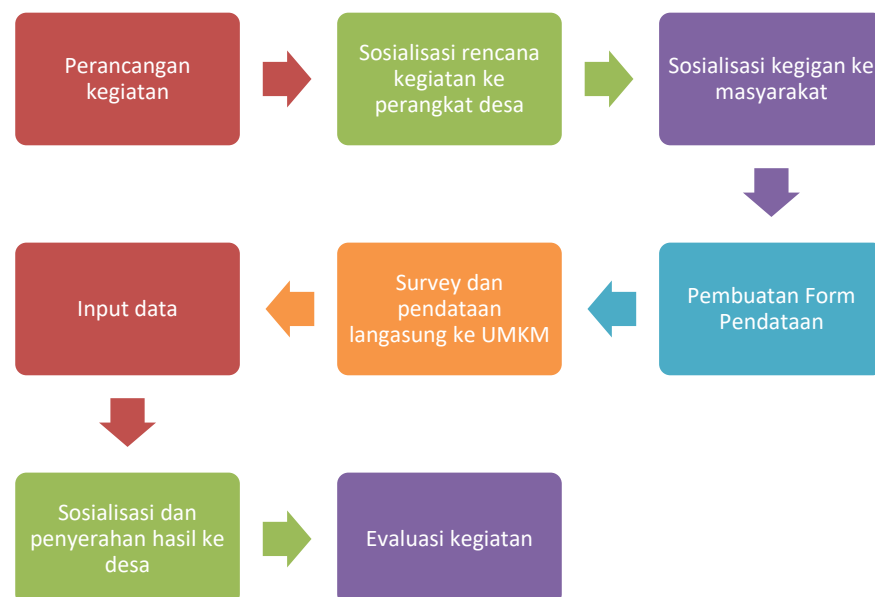 Perancangan
kegiatan
Sosialisasi rencana
kegiatan ke
perangkat desa
Sosialisasi kegigan ke
masyarakat
Pembuatan Form
Pendataan
Survey dan
pendataan
langasung ke UMKM
Input data
Sosialisasi dan
penyerahan hasil ke
desa
Evaluasi kegiatan